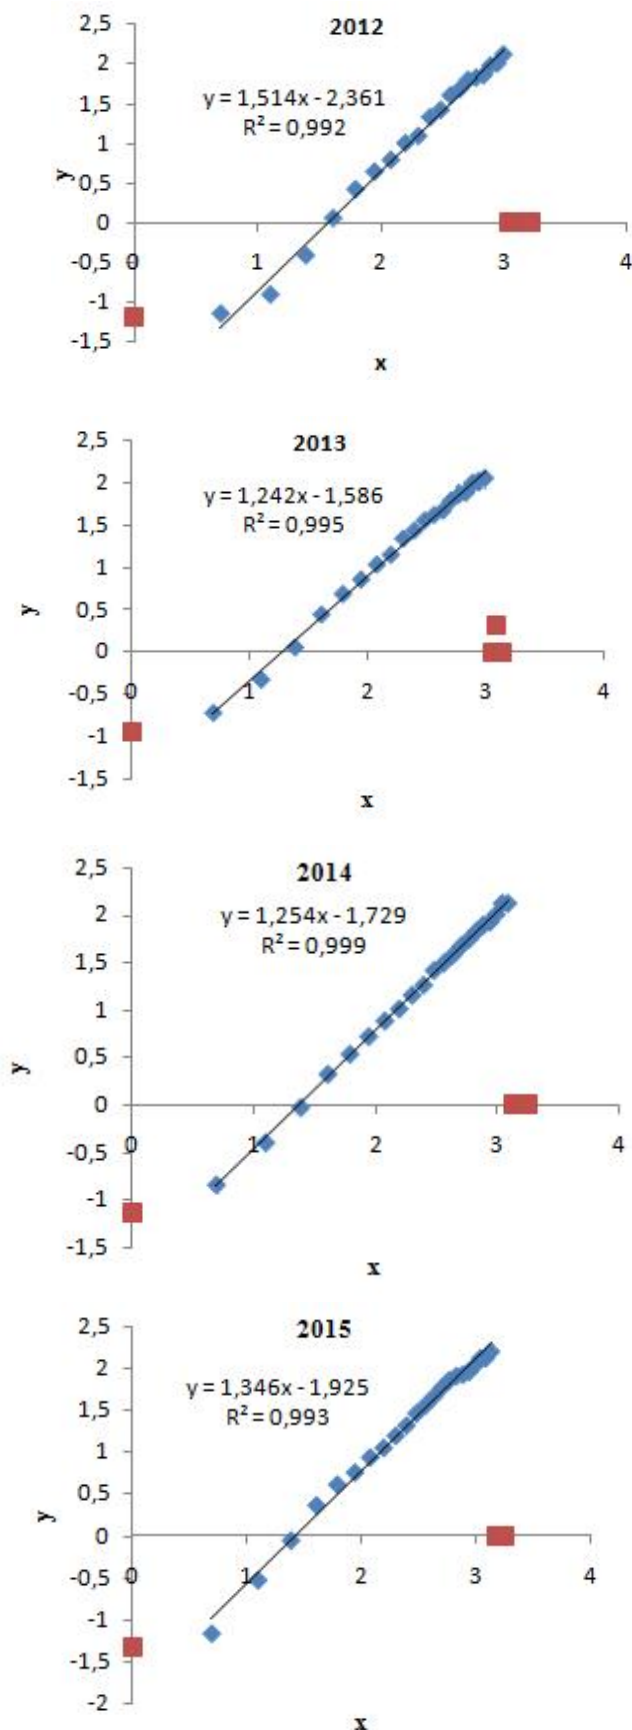 2012
y = 1,514x - 2,361
R² = 0,992
2,5
2
1,5
1
0,5
0
-0,5
-1
-1,5
0 1 2 3 4
y
x
2013
y = 1,242x - 1,586
R² = 0,995
2,5
2
1,5
1
0,5
0
-0,5
-1
-1,5
0 1 2 3 4
y
x
2014
y = 1,254x - 1,729
R² = 0,999
2,5
2
1,5
1
0,5
0
-0,5
-1
-1,5
0 1 2 3 4
y
x
2015
y = 1,346x - 1,925
R² = 0,993
2,5
2
1,5
1
0,5
0
-0,5
-1
-1,5
-2
0 1 2 3 4
y
x